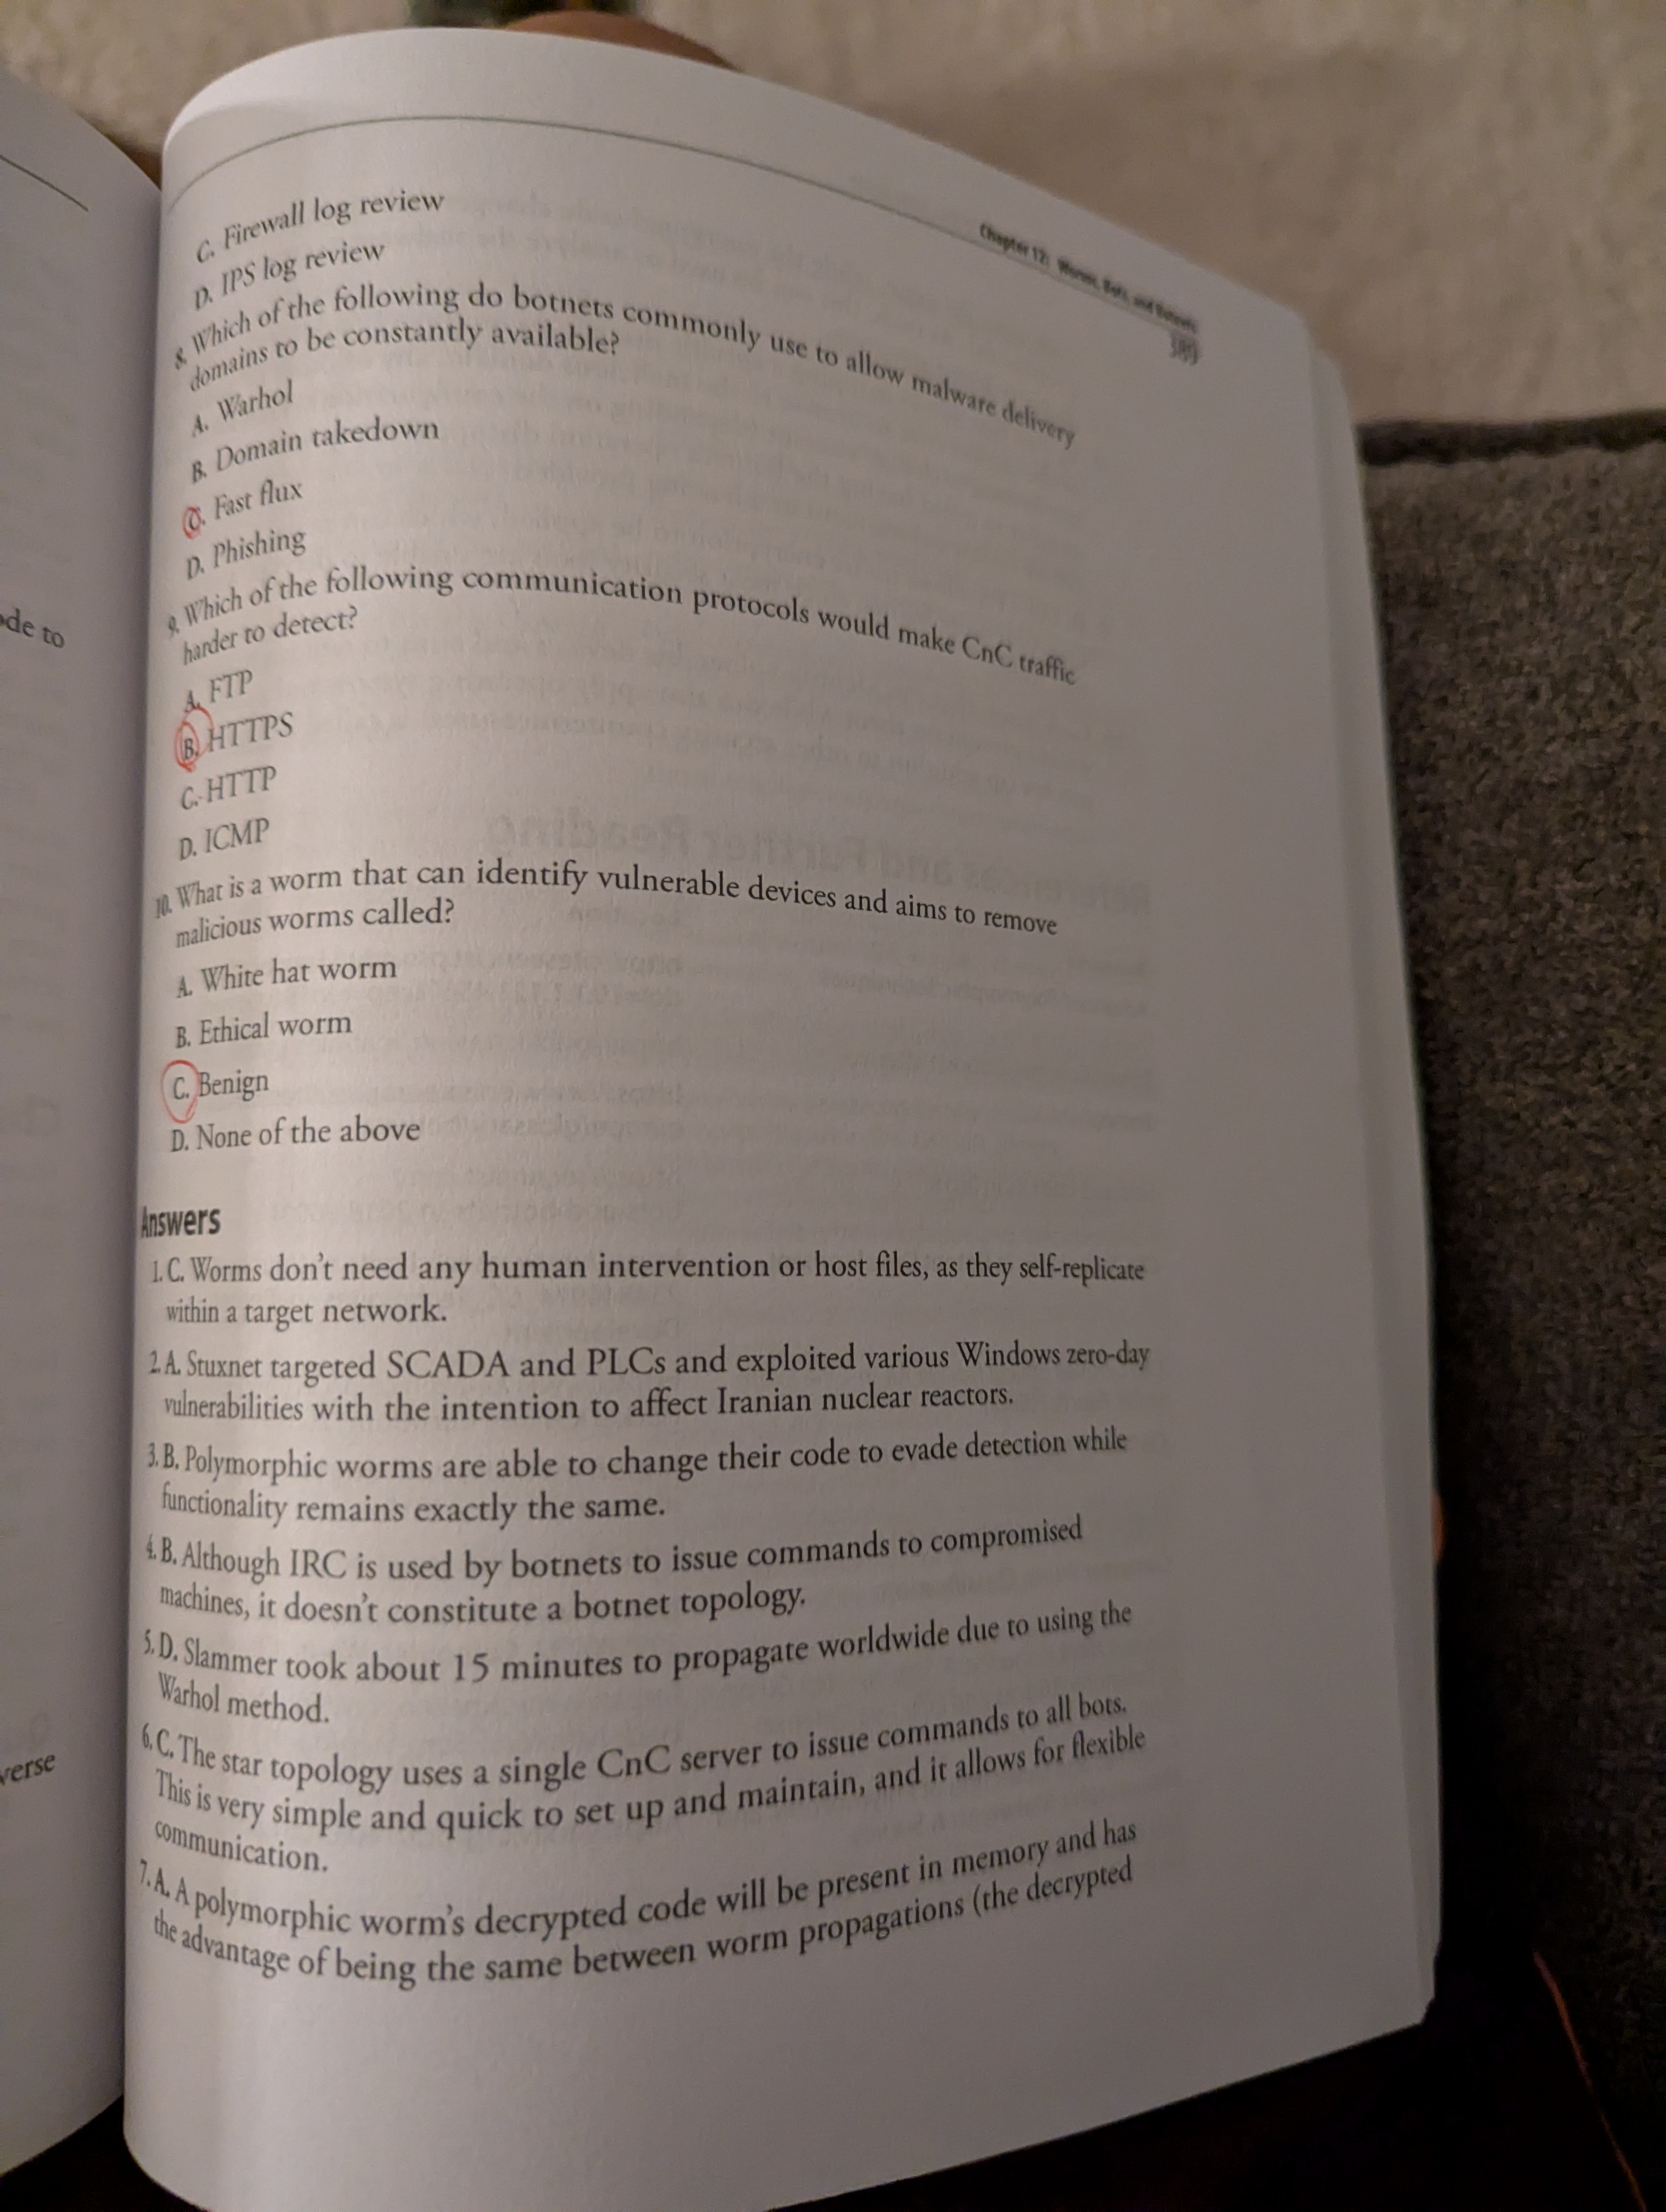 Chapter 12: Worms, Bots, and Botnets
389
C. Firewall log review
D. IPS log review
8. Which of the following do botnets commonly use to allow malware delivery
domains to be constantly available?
A. Warhol
B. Domain takedown
C. Fast flux
D. Phishing
9. Which of the following communication protocols would make CnC traffic
harder to detect?
A. FTP
B. HTTPS
C. HTTP
D. ICMP
10. What is a worm that can identify vulnerable devices and aims to remove
malicious worms called?
A. White hat worm
B. Ethical worm
C. Benign
D. None of the above
Answers
1. C. Worms don't need any human intervention or host files, as they self-replicate
within a target network.
2. A. Stuxnet targeted SCADA and PLCs and exploited various Windows zero-day
vulnerabilities with the intention to affect Iranian nuclear reactors.
3. B. Polymorphic worms are able to change their code to evade detection while
functionality remains exactly the same.
4. B. Although IRC is used by botnets to issue commands to compromised
machines, it doesn't constitute a botnet topology.
5. D. Slammer took about 15 minutes to propagate worldwide due to using the
Warhol method.
6. C. The star topology uses a single CnC server to issue commands to all bots.
This is very simple and quick to set up and maintain, and it allows for flexible
communication.
7. A. A polymorphic worm's decrypted code will be present in memory and has
the advantage of being the same between worm propagations (the decrypted
to
verse